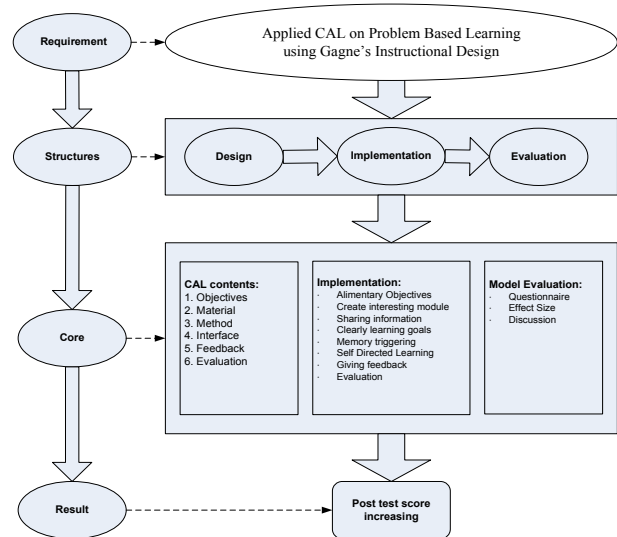 Requirement
Applied CAL on Problem Based Learning
using Gagne's Instructional Design
Structures
Design
Implementation
Evaluation
Core
CAL contents:
1. Objectives
2. Material
3. Method
4. Interface
5. Feedback
6. Evaluation
Implementation:
· Alimentary Objectives
· Create interesting module
· Sharing information
· Clearly learning goals
· Memory triggering
· Self Directed Learning
· Giving feedback
· Evaluation
Model Evaluation:
· Questionnaire
· Effect Size
· Discussion
Result
Post test score
increasing